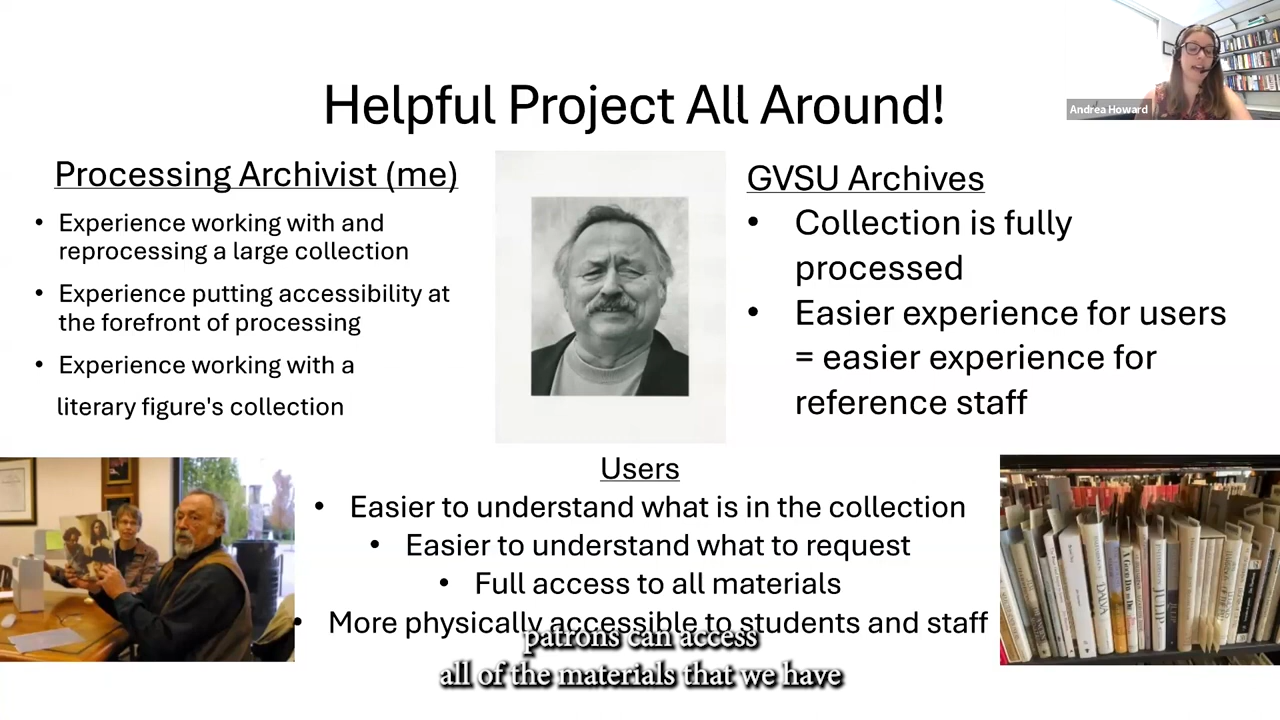 Helpful Project All Around!
Andrea Howard
Processing Archivist (me)
• Experience working with and
reprocessing a large collection
• Experience putting accessibility at
the forefront of processing
• Experience working with a
literary figure's collection
GVSU Archives
• Collection is fully
processed
• Easier experience for users
= easier experience for
reference staff
Users
• Easier to understand what is in the collection
• Easier to understand what to request
• Full access to all materials
• More physically accessible to students and staff
patrons can access
all of the materials that we have
DALVA
JULIP